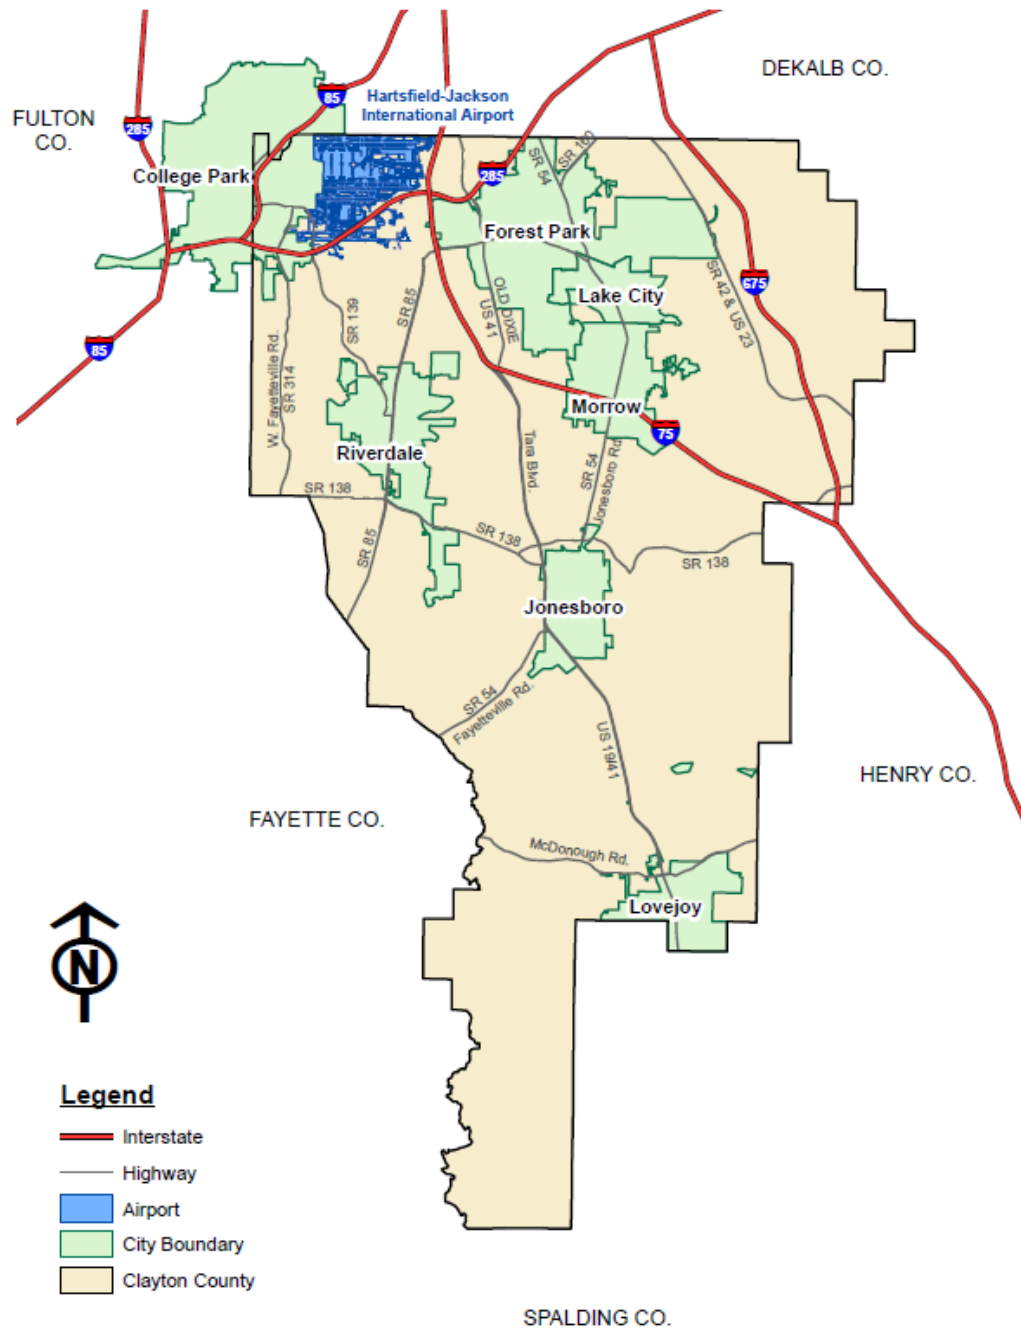 DEKALB CO.
FULTON
CO.
85
Hartsfield-Jackson
International Airport
285
SR 54
SR 160
285
College Park
Forest Park
675
Lake City
SR 42 & US 23
OLD DIXIE
US 41
SR 85
SR 139
W. Fayetteville Rd.
SR 314
85
Morrow
75
Riverdale
Tara Blvd.
SR 54
Jonesboro Rd.
SR 138
SR 138
SR 138
SR 85
Jonesboro
SR 54
Fayetteville Rd.
US 19/41
HENRY CO.
FAYETTE CO.
McDonough Rd.
Lovejoy
N
Legend
Interstate
Highway
Airport
City Boundary
Clayton County
SPALDING CO.